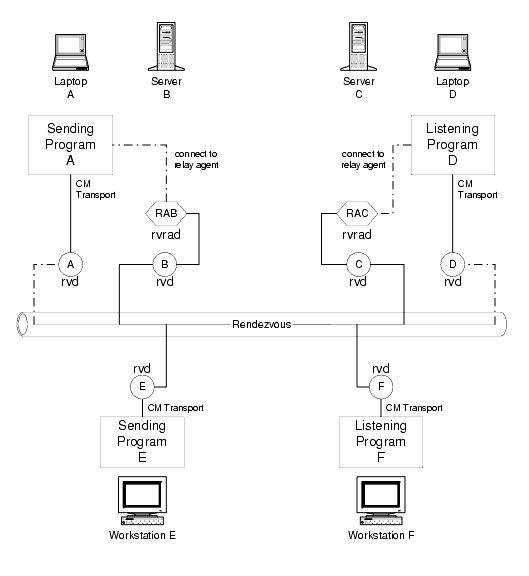 Laptop
A
Server
B
Server
C
Laptop
D
Sending
Program
A
connect to
relay agent
connect to
relay agent
Listening
Program
D
CM
Transport
CM
Transport
RAB
rvrad
RAC
rvrad
A
rvd
B
rvd
C
rvd
D
rvd
Rendezvous
rvd
E
rvd
F
CM Transport
CM Transport
Sending
Program
E
Listening
Program
F
Workstation E
Workstation F